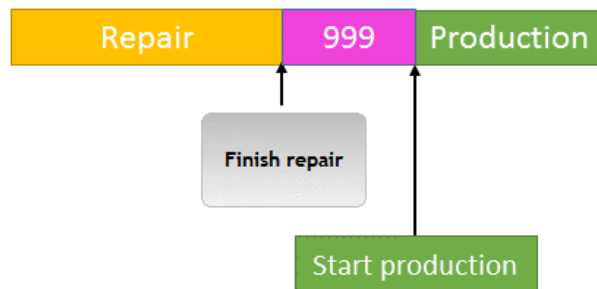 Repair 999 Production
Finish repair
Start production